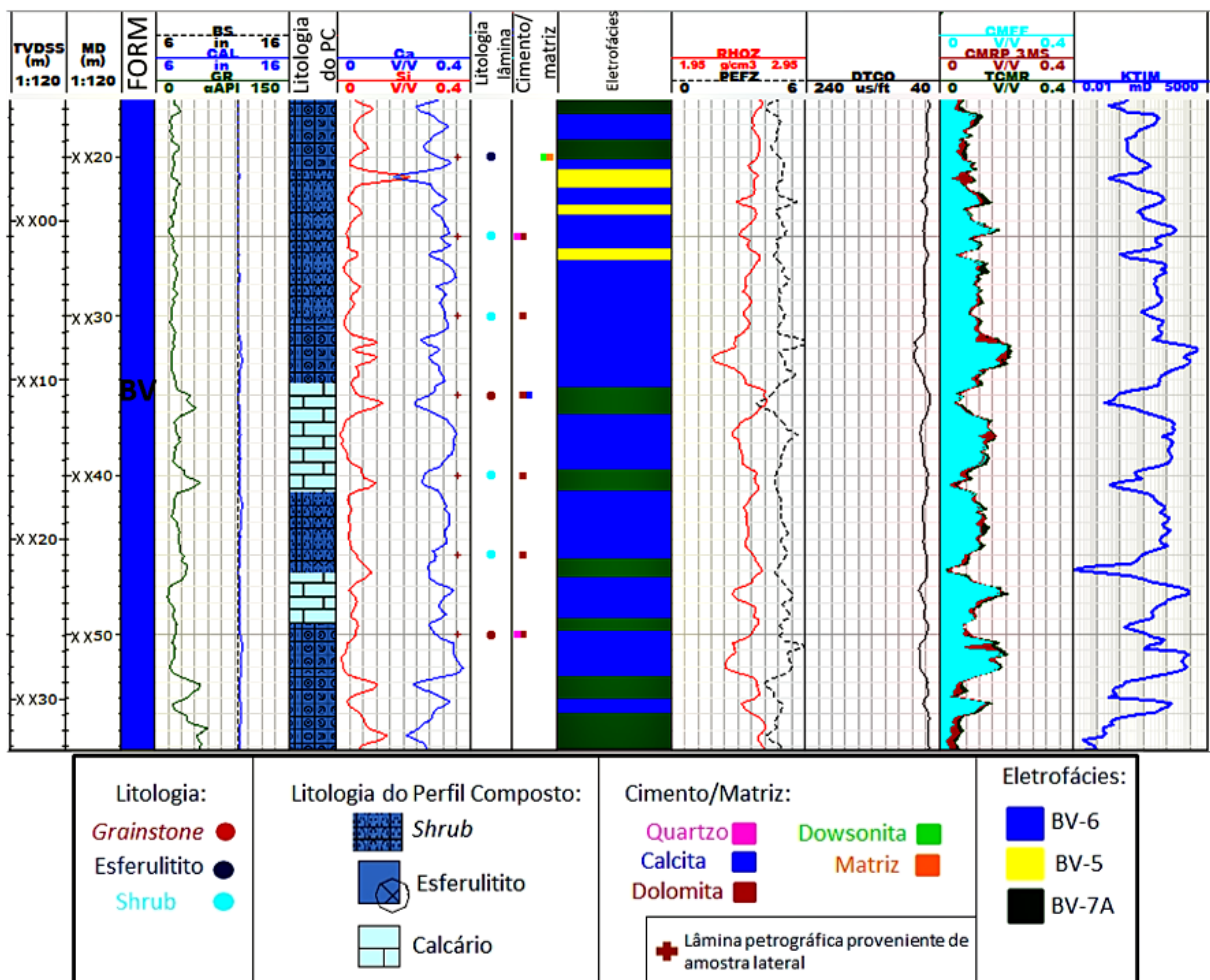 TVDSS
(m)
1:120
MD
(m)
1:120
FORM
BS
6 in 16
CAL
6 in 16
GR
0 gAPI 150
Litologia
do PC
Ca
0 V/V 0.4
Si
0 V/V 0.4
Litologia
lâmina
Cimento/
matriz
Eletrofácies
RHOZ
1.95 g/cm3 2.95
PEFZ
0 6
DTCO
240 us/ft 40
CMFF
0 V/V 0.4
CMRP 3MS
0 V/V 0.4
TCMR
0 V/V 0.4
KTIM
0.01 mD 5000
XX20
XX00
XX30
XX10
BV
XX40
XX20
XX50
XX30
Litologia:
Grainstone
Esferulitito
Shrub
Litologia do Perfil Composto:
Shrub
Esferulitito
Calcário
Cimento/Matriz:
Quartzo
Calcita
Dolomita
Dowsonita
Matriz
Lâmina petrográfica proveniente de
amostra lateral
Eletrofácies:
BV-6
BV-5
BV-7A